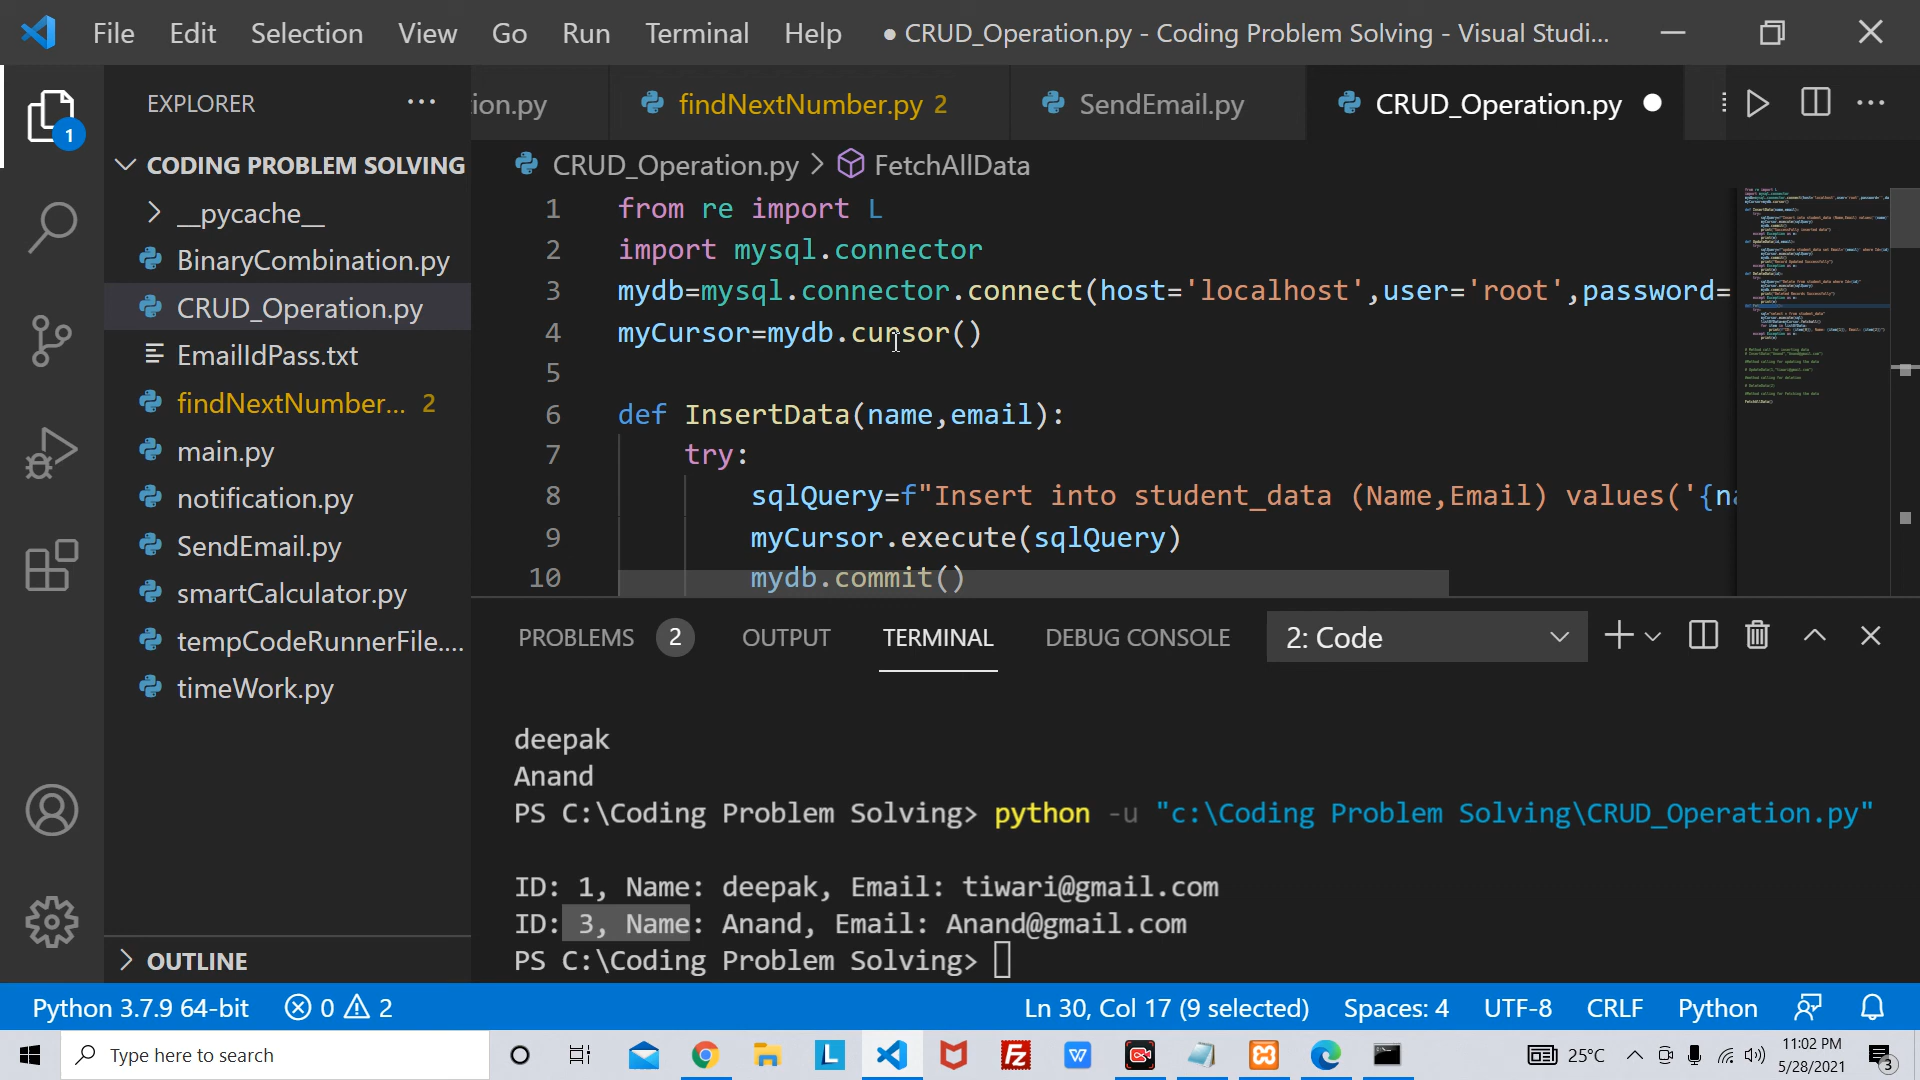 File Edit Selection View Go Run Terminal Help ● CRUD_Operation.py - Coding Problem Solving - Visual Studi...
EXPLORER ...
ion.py findNextNumber.py 2 SendEmail.py CRUD_Operation.py
1
CODING PROBLEM SOLVING
__pycache__
BinaryCombination.py
CRUD_Operation.py
EmailIdPass.txt
findNextNumber... 2
main.py
notification.py
SendEmail.py
smartCalculator.py
tempCodeRunnerFile....
timeWork.py
OUTLINE
CRUD_Operation.py > FetchAllData
1 from re import L
2 import mysql.connector
3 mydb=mysql.connector.connect(host='localhost',user='root',password=
4 myCursor=mydb.cursor()
5
6 def InsertData(name,email):
7 try:
8 sqlQuery=f"Insert into student_data (Name,Email) values('{na
9 myCursor.execute(sqlQuery)
10 mydb.commit()
PROBLEMS 2 OUTPUT TERMINAL DEBUG CONSOLE 2: Code
deepak
Anand
PS C:\Coding Problem Solving> python -u "c:\Coding Problem Solving\CRUD_Operation.py"
ID: 1, Name: deepak, Email: tiwari@gmail.com
ID: 3, Name: Anand, Email: Anand@gmail.com
PS C:\Coding Problem Solving>
Python 3.7.9 64-bit 0 2 Ln 30, Col 17 (9 selected) Spaces: 4 UTF-8 CRLF Python
Type here to search
25°C
11:02 PM
5/28/2021
3